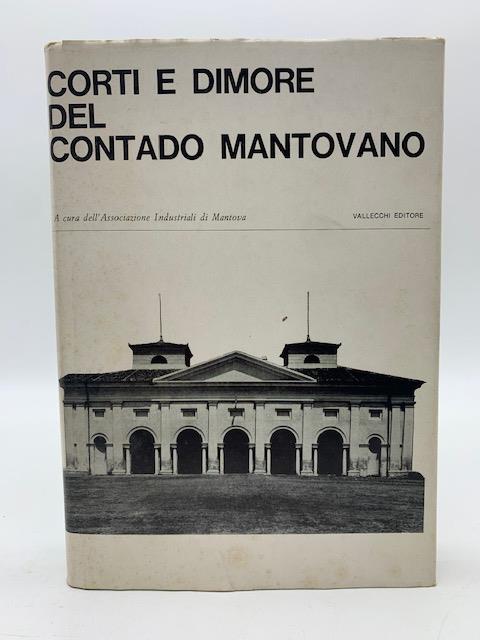 CORTI E DIMORE
DEL
CONTADO MANTOVANO
A cura dell'Associazione Industriali di Mantova
VALLECCHI EDITORE